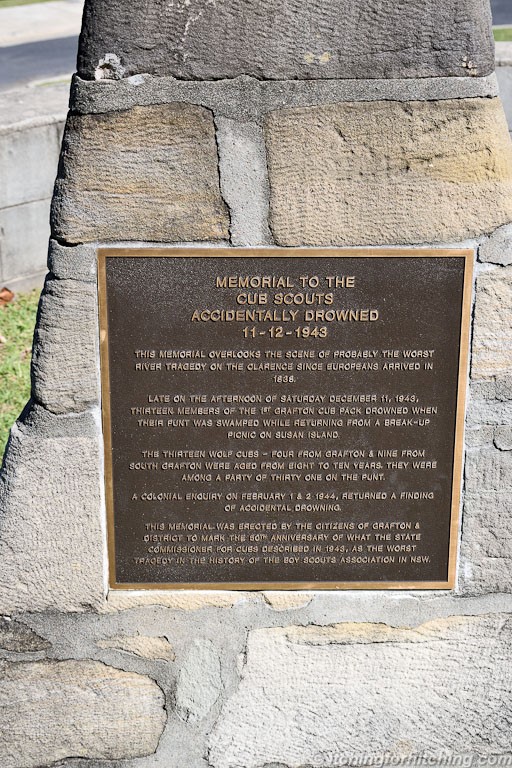 MEMORIAL TO THE
CUB SCOUTS
ACCIDENTALLY DROWNED
11-12-1943
THIS MEMORIAL OVERLOOKS THE SCENE OF PROBABLY THE WORST
RIVER TRAGEDY ON THE CLARENCE SINCE EUROPEANS ARRIVED IN
1838.
LATE ON THE AFTERNOON OF SATURDAY DECEMBER 11, 1943,
THIRTEEN MEMBERS OF THE 1ST GRAFTON CUB PACK DROWNED WHEN
THEIR PUNT WAS SWAMPED WHILE RETURNING FROM A BREAK-UP
PICNIC ON SUSAN ISLAND.
THE THIRTEEN WOLF CUBS - FOUR FROM GRAFTON & NINE FROM
SOUTH GRAFTON WERE AGED FROM EIGHT TO TEN YEARS. THEY WERE
AMONG A PARTY OF THIRTY ONE ON THE PUNT.
A COLONIAL ENQUIRY ON FEBRUARY 1 & 2 1944, RETURNED A FINDING
OF ACCIDENTAL DROWNING.
THIS MEMORIAL WAS ERECTED BY THE CITIZENS OF GRAFTON &
DISTRICT TO MARK THE 60TH ANNIVERSARY OF WHAT THE STATE
COMMISSIONER FOR CUBS DESCRIBED IN 1943, AS THE WORST
TRAGEDY IN THE HISTORY OF THE BOY SCOUTS ASSOCIATION IN NSW.
itchingforhitching.com